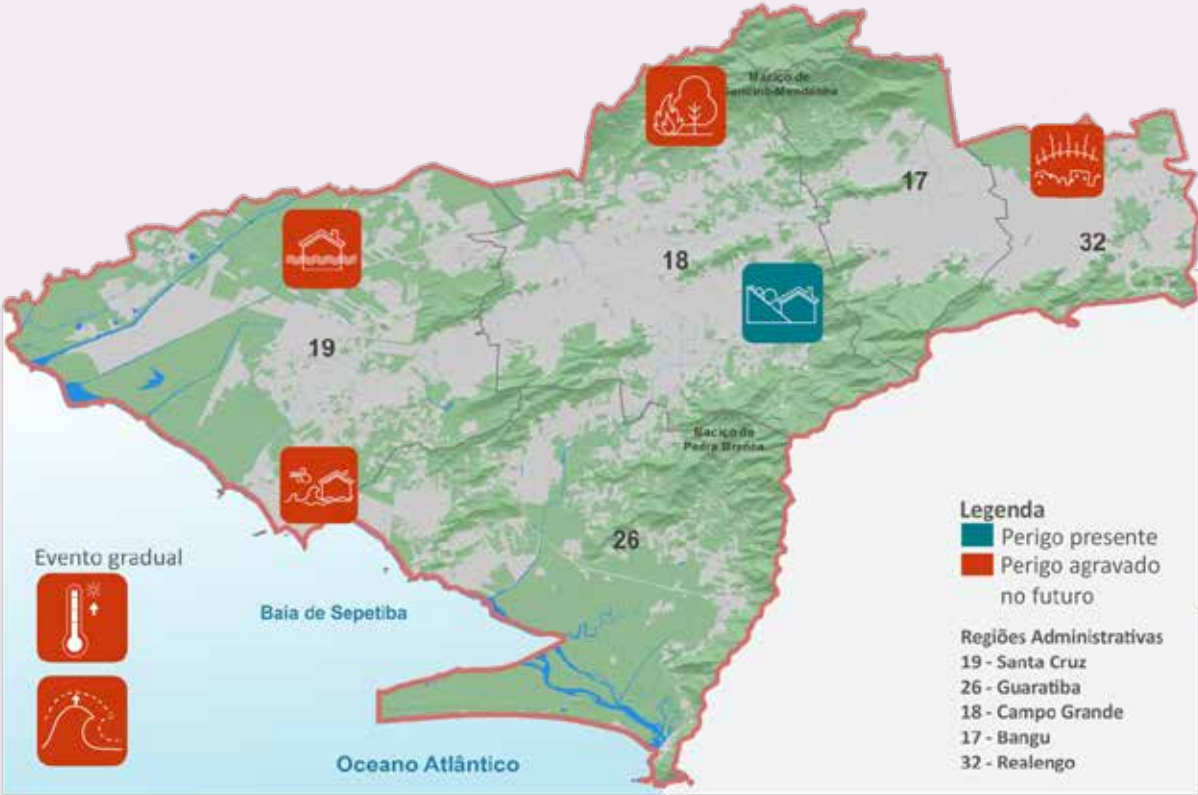 Maciço de
Gericinó-Mendanha
17
32
18
19
Maciço da
Pedra Branca
26
Evento gradual
Baía de Sepetiba
Oceano Atlântico
Legenda
Perigo presente
Perigo agravado
no futuro
Regiões Administrativas
19 - Santa Cruz
26 - Guaratiba
18 - Campo Grande
17 - Bangu
32 - Realengo